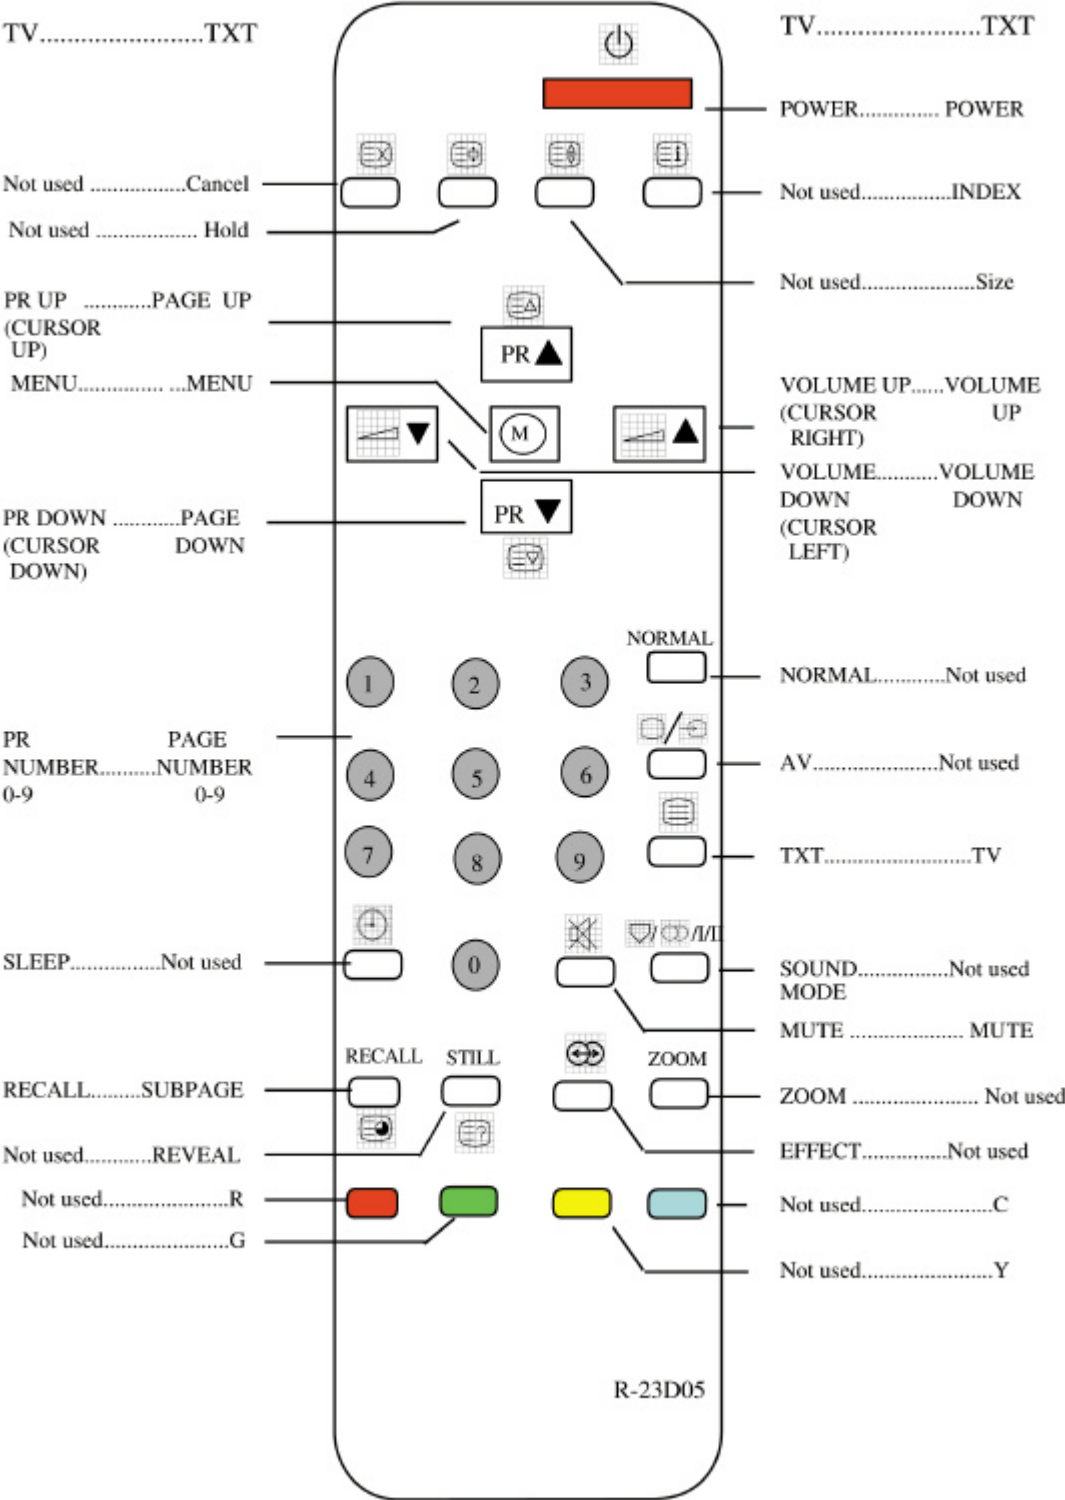 TV........................TXT
TV........................TXT
POWER.............. POWER
Not used .................Cancel
Not used................INDEX
Not used .................. Hold
Not used....................Size
PR UP ............PAGE UP
(CURSOR
UP)
PR
MENU............... ...MENU
VOLUME UP......VOLUME
(CURSOR UP
RIGHT)
M
VOLUME...........VOLUME
DOWN DOWN
(CURSOR
LEFT)
PR
PR DOWN ............PAGE
(CURSOR DOWN
DOWN)
NORMAL
NORMAL............Not used
1 2 3
PR PAGE
NUMBER..........NUMBER
0-9 0-9
4 5 6
AV......................Not used
7 8 9
TXT..........................TV
/I/II
SLEEP................Not used
0
SOUND................Not used
MODE
MUTE .................... MUTE
RECALL STILL ZOOM
RECALL.........SUBPAGE
ZOOM ...................... Not used
Not used............REVEAL
EFFECT...............Not used
Not used......................R
Not used.......................C
Not used......................G
Not used.......................Y
R-23D05